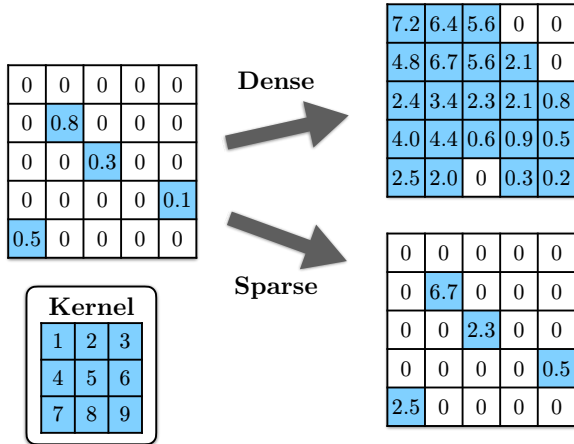 7.2 6.4 5.6 0 0
4.8 6.7 5.6 2.1 0
2.4 3.4 2.3 2.1 0.8
4.0 4.4 0.6 0.9 0.5
2.5 2.0 0 0.3 0.2
0 0 0 0 0
0 0.8 0 0 0
0 0 0.3 0 0
0 0 0 0 0.1
0.5 0 0 0 0
Dense
Sparse
Kernel
1 2 3
4 5 6
7 8 9
0 0 0 0 0
0 6.7 0 0 0
0 0 2.3 0 0
0 0 0 0 0.5
2.5 0 0 0 0